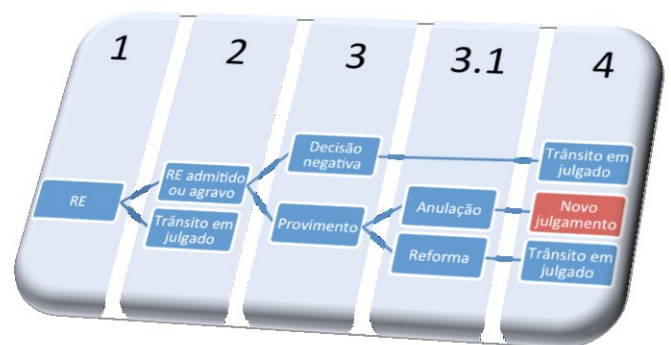 1
2
3
3.1
4
RE
RE admitido
ou agravo
Trânsito em
julgado
Decisão
negativa
Provimento
Anulação
Reforma
Trânsito em
julgado
Novo
julgamento
Trânsito em
julgado